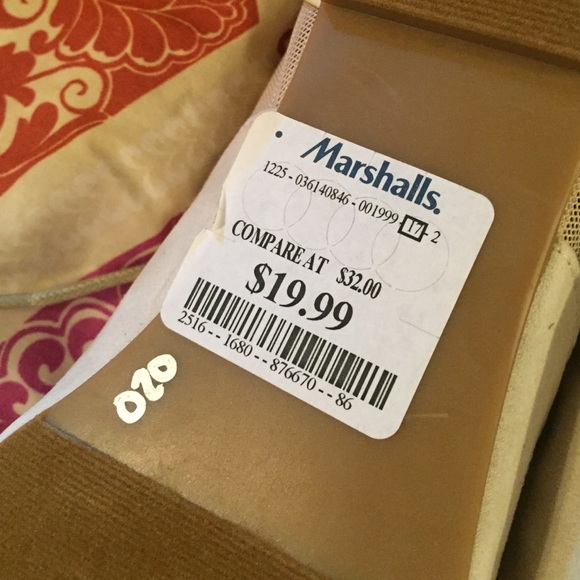 Marshalls.
1225 - 036140846 - 001999 17 - 2
COMPARE AT $32.00
$19.99
2516 - - 1680 - - 876670 - - 86
020